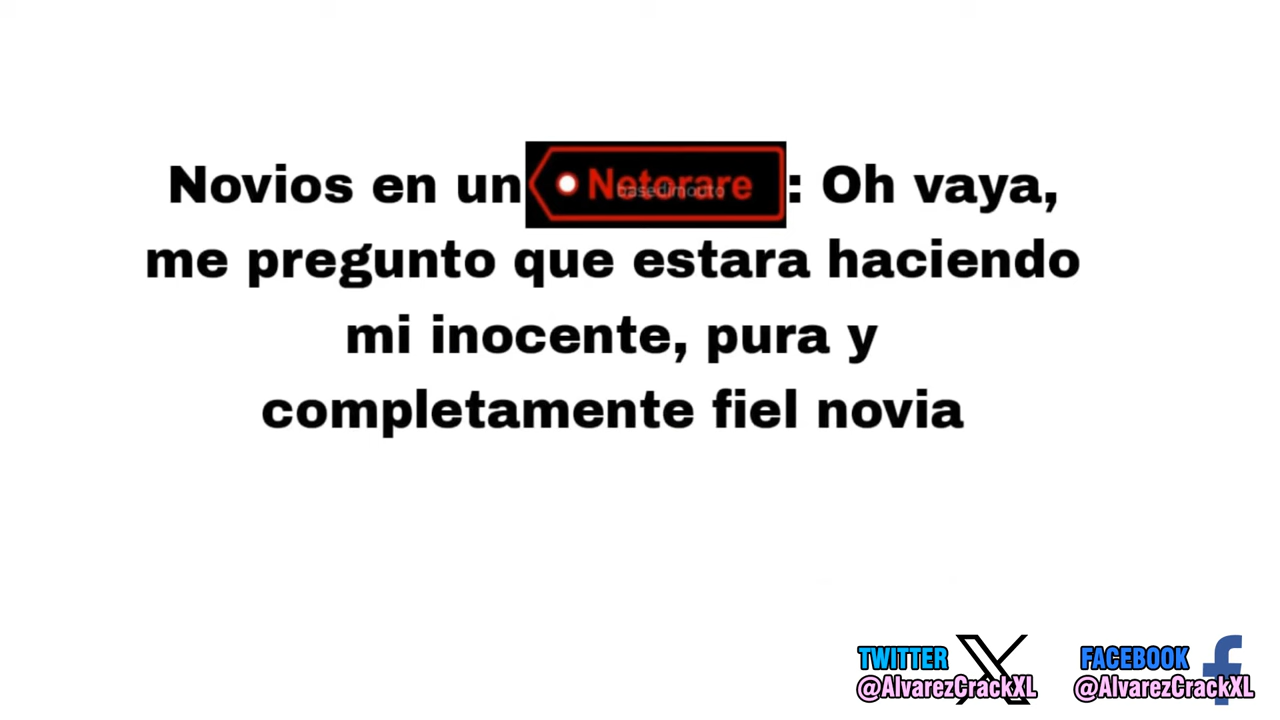 Novios en un Netorare : Oh vaya,
basedimouto
me pregunto que estara haciendo
mi inocente, pura y
completamente fiel novia
TWITTER X
@AlvarezCrackXL
FACEBOOK f
@AlvarezCrackXL